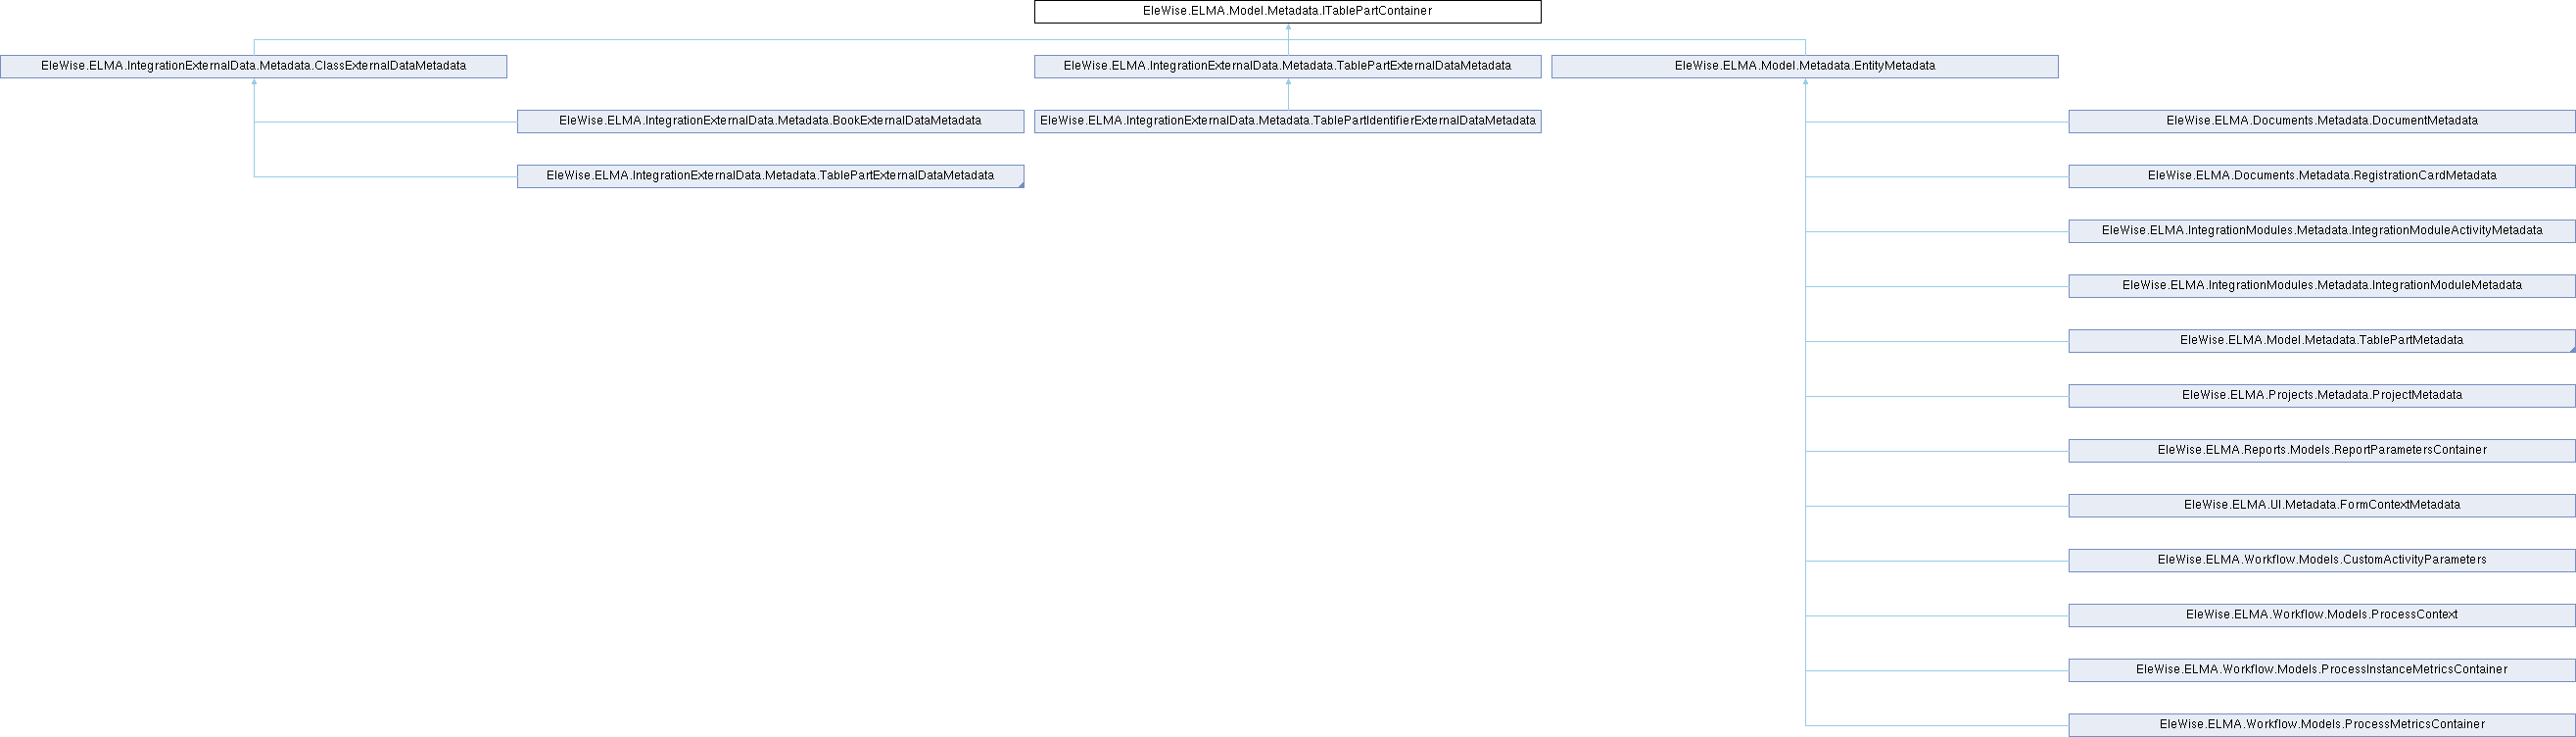 EleWise.ELMA.Model.Metadata.ITablePartContainer
EleWise.ELMA.IntegrationExternalData.Metadata.ClassExternalDataMetadata
EleWise.ELMA.IntegrationExternalData.Metadata.TablePartExternalDataMetadata
EleWise.ELMA.Model.Metadata.EntityMetadata
EleWise.ELMA.IntegrationExternalData.Metadata.BookExternalDataMetadata
EleWise.ELMA.IntegrationExternalData.Metadata.TablePartIdentifierExternalDataMetadata
EleWise.ELMA.Documents.Metadata.DocumentMetadata
EleWise.ELMA.IntegrationExternalData.Metadata.TablePartExternalDataMetadata
EleWise.ELMA.Documents.Metadata.RegistrationCardMetadata
EleWise.ELMA.IntegrationModules.Metadata.IntegrationModuleActivityMetadata
EleWise.ELMA.IntegrationModules.Metadata.IntegrationModuleMetadata
EleWise.ELMA.Model.Metadata.TablePartMetadata
EleWise.ELMA.Projects.Metadata.ProjectMetadata
EleWise.ELMA.Reports.Models.ReportParametersContainer
EleWise.ELMA.UI.Metadata.FormContextMetadata
EleWise.ELMA.Workflow.Models.CustomActivityParameters
EleWise.ELMA.Workflow.Models.ProcessContext
EleWise.ELMA.Workflow.Models.ProcessInstanceMetricsContainer
EleWise.ELMA.Workflow.Models.ProcessMetricsContainer